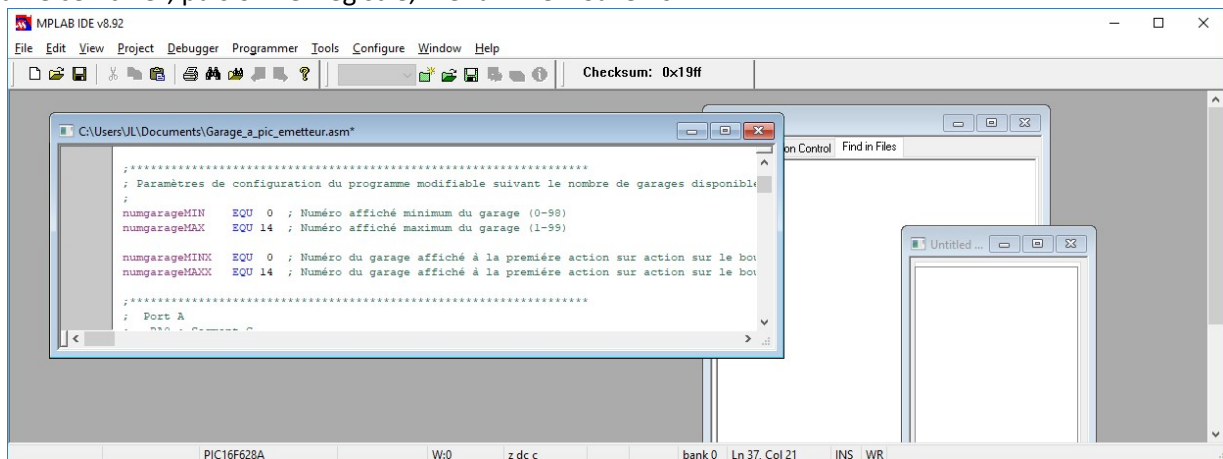 MPLAB IDE v8.92
File Edit View Project Debugger Programmer Tools Configure Window Help
Checksum: 0x19ff
C:\Users\JL\Documents\Garage_a_pic_emetteur.asm*
on Control Find in Files
;********************************************************************
; Paramètres de configuration du programme modifiable suivant le nombre de garages disponible
;
numgarageMIN EQU 0 ; Numéro affiché minimum du garage (0-98)
numgarageMAX EQU 14 ; Numéro affiché maximum du garage (1-99)
numgarageMINX EQU 0 ; Numéro du garage affiché à la première action sur action sur le bou
numgarageMAXX EQU 14 ; Numéro du garage affiché à la première action sur action sur le bou
;********************************************************************
; Port A
Untitled ...
PIC16F628A W:0 z dc c bank 0 Ln 37, Col 21 INS WR